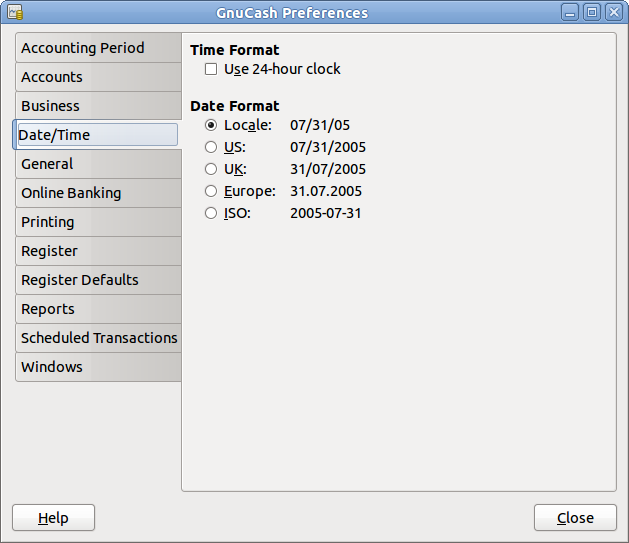 GnuCash Preferences
Accounting Period
Accounts
Business
Date/Time
General
Online Banking
Printing
Register
Register Defaults
Reports
Scheduled Transactions
Windows
Time Format
Use 24-hour clock
Date Format
Locale: 07/31/05
US: 07/31/2005
UK: 31/07/2005
Europe: 31.07.2005
ISO: 2005-07-31
Help
Close